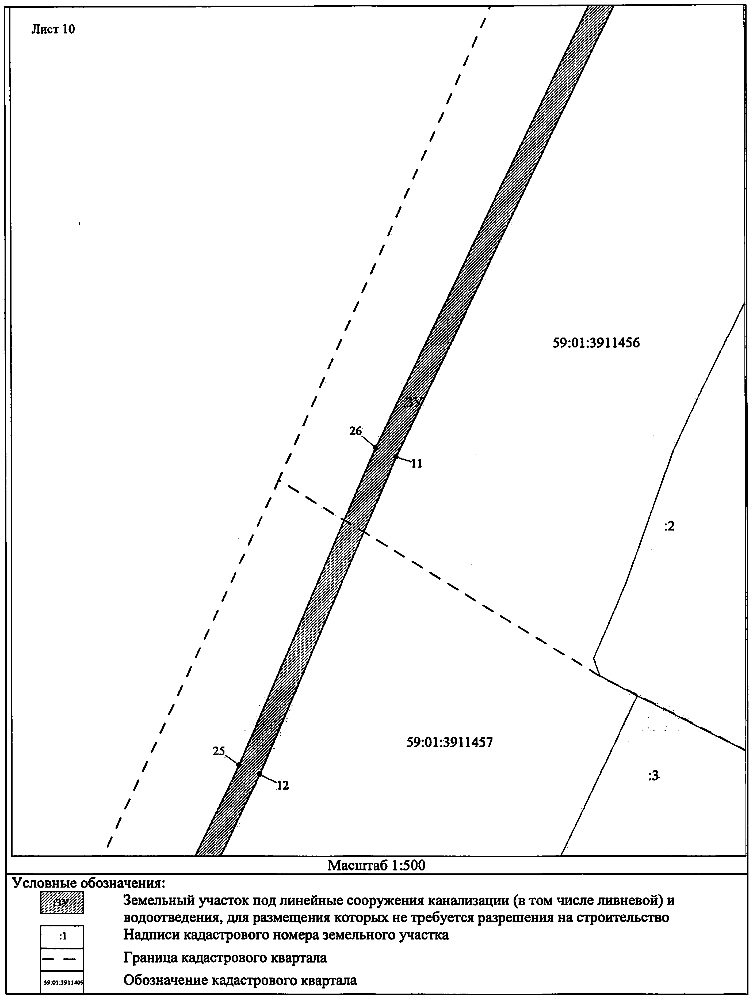 Лист 10
59:01:3911456
:ЗУ
26
11
:2
59:01:3911457
25
:3
12
Масштаб 1:500
Условные обозначения:
:ЗУ
Земельный участок под линейные сооружения канализации (в том числе ливневой) и
водоотведения, для размещения которых не требуется разрешения на строительство
:1
Надписи кадастрового номера земельного участка
Граница кадастрового квартала
59:01:3911409
Обозначение кадастрового квартала